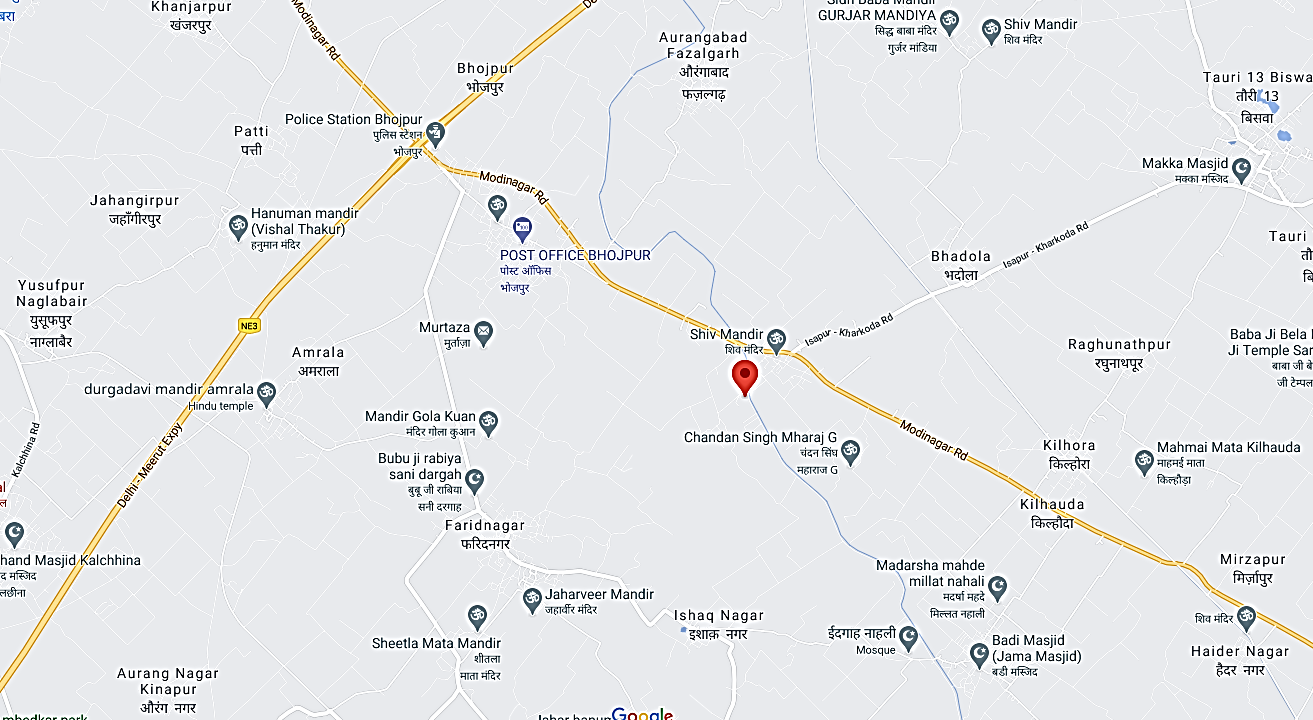 Khanjarpur
खंजरपुर
Modinagar Rd
Sidh Baba Mandir
GURJAR MANDIYA
सिद्ध बाबा मंदिर
गुर्जर मांडिया
Shiv Mandir
शिव मंदिर
Aurangabad
Fazalgarh
औरंगाबाद
फज़लगढ़
Bhojpur
भोजपुर
Tauri 13 Biswa
तौरी 13
बिसवा
Police Station Bhojpur
पुलिस स्टेशन
भोजपुर
Patti
पत्ती
Makka Masjid
मक्का मस्जिद
Modinagar Rd
Jahangirpur
जहाँगीरपुर
Hanuman mandir
(Vishal Thakur)
हनुमान मंदिर
POST OFFICE BHOJPUR
पोस्ट ऑफिस
भोजपुर
Isapur - Kharkoda Rd
Tauri
Bhadola
भदोला
Yusufpur
Naglabair
युसूफपुर
नाग्लाबैर
NE3
Murtaza
मुर्ताज़ा
Shiv Mandir
शिव मंदिर
Isapur - Kharkoda Rd
Raghunathpur
रघुनाथपूर
Baba Ji Bela
Ji Temple
बाबा जी
जी टेम्पल
Amrala
अमराला
durgadavi mandir amrala
Hindu temple
Mandir Gola Kuan
मंदिर गोला कुआन
Modinagar Rd
Kalchhina Rd
Delhi - Meerut Expy
Chandan Singh Mharaj G
चंदन सिंघ
महाराज G
Kilhora
किल्होरा
Mahmai Mata Kilhauda
माहमई माता
किल्हौड़ा
Bubu ji rabiya
sani dargah
बुबू जी राबिया
सनी दरगाह
Kilhauda
किल्हौदा
Faridnagar
फरिदनगर
hand Masjid Kalchhina
द मस्जिद
लछीना
Mirzapur
मिर्ज़ापुर
Madarsha mahde
millat nahali
मदर्षा महदे
मिल्लत नहाली
Jaharveer Mandir
जहार्वीर मंदिर
Ishaq Nagar
इशाक़ नगर
शिव मंदिर
ईदगाह नाहली
Mosque
Badi Masjid
(Jama Masjid)
बडी मस्जिद
Sheetla Mata Mandir
शीतला
माता मंदिर
Haider Nagar
हैदर नगर
Aurang Nagar
Kinapur
औरंग नगर
Google